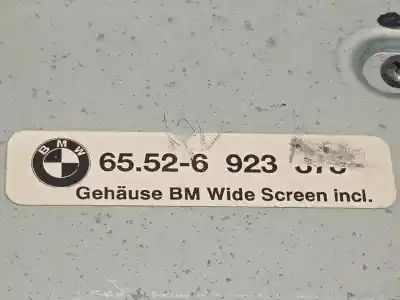 BMW
65.52-6 923
Gehäuse BM Wide Screen incl.